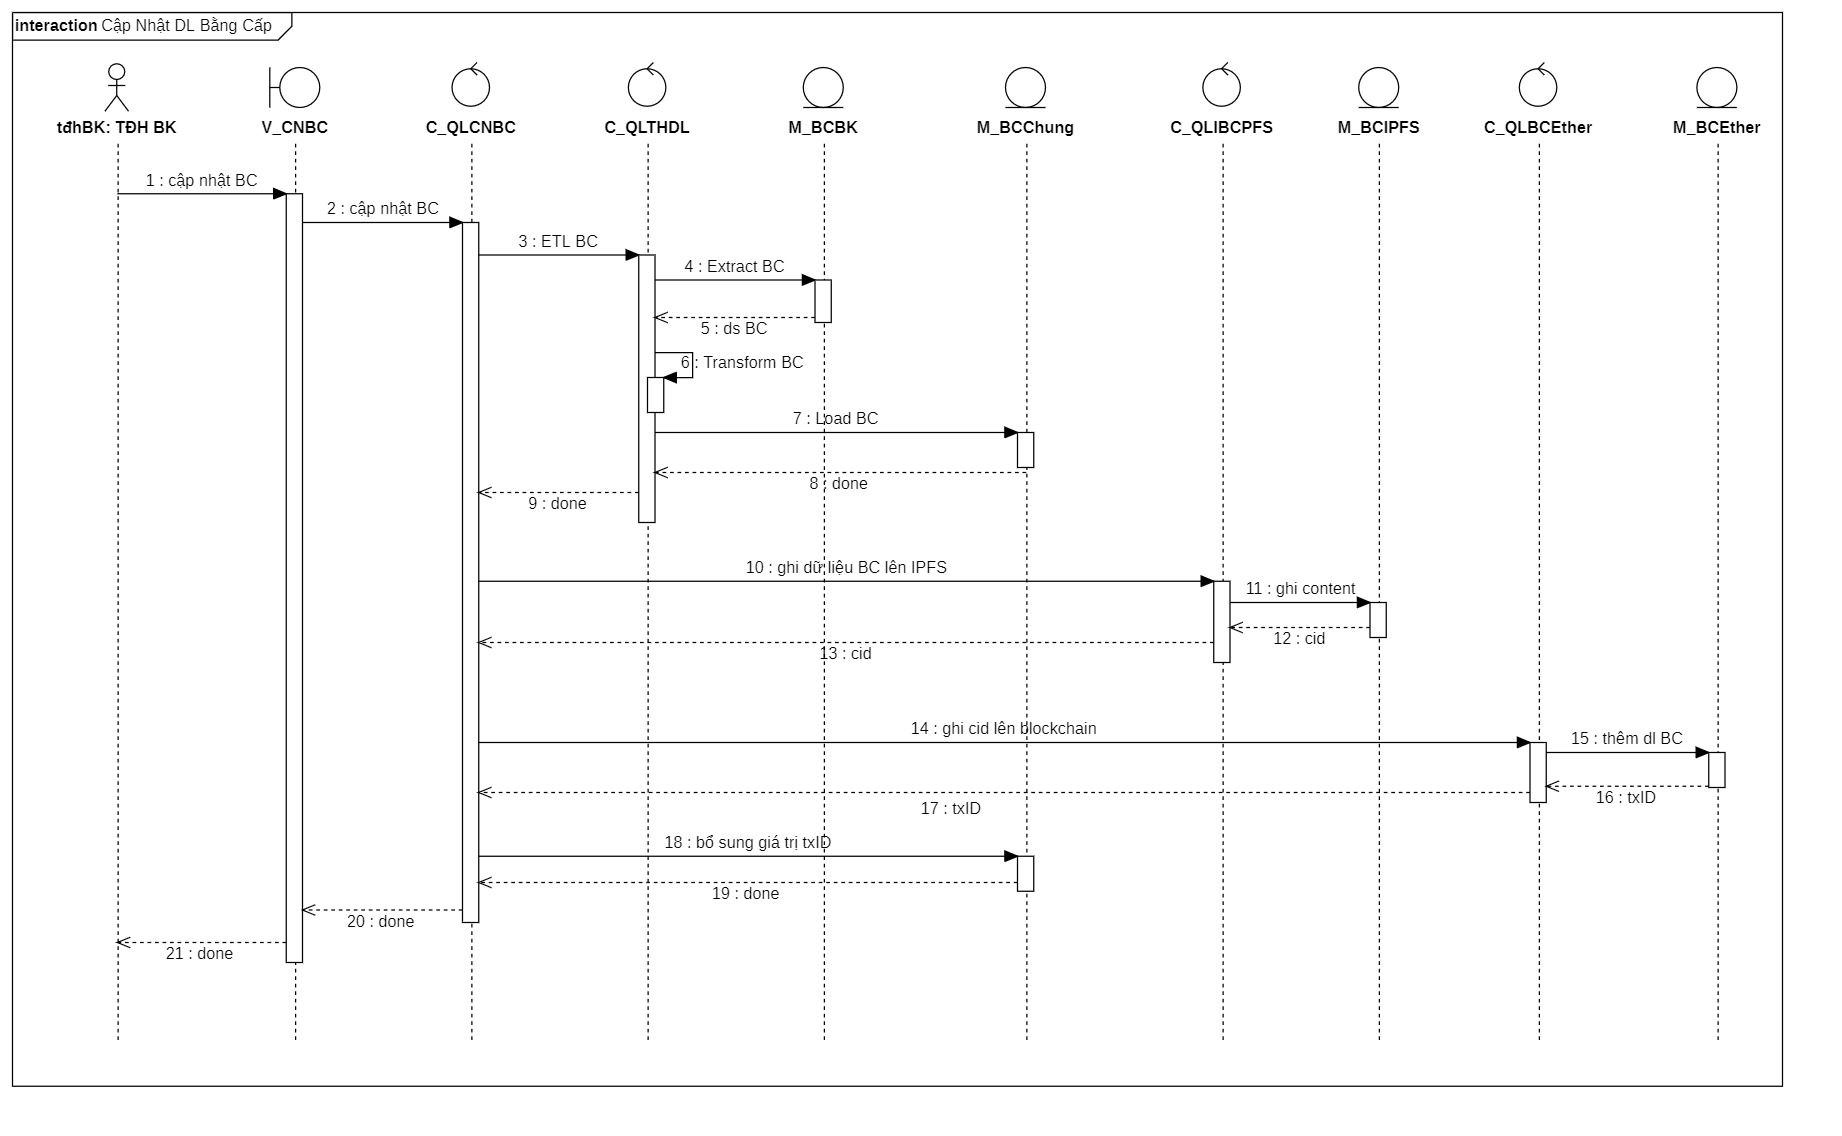 interaction Cập Nhật DL Bằng Cấp
tđhBK: TĐH BK
V_CNBC
C_QLCNBC
C_QLTHDL
M_BCBK
M_BCChung
C_QLIBCPFS
M_BCIPFS
C_QLBCEther
M_BCEther
1 : cập nhật BC
2 : cập nhật BC
3 : ETL BC
4 : Extract BC
5 : ds BC
6 : Transform BC
7 : Load BC
8 : done
9 : done
10 : ghi dữ liệu BC lên IPFS
11 : ghi content
12 : cid
13 : cid
14 : ghi cid lên blockchain
15 : thêm dl BC
16 : txID
17 : txID
18 : bổ sung giá trị txID
19 : done
20 : done
21 : done